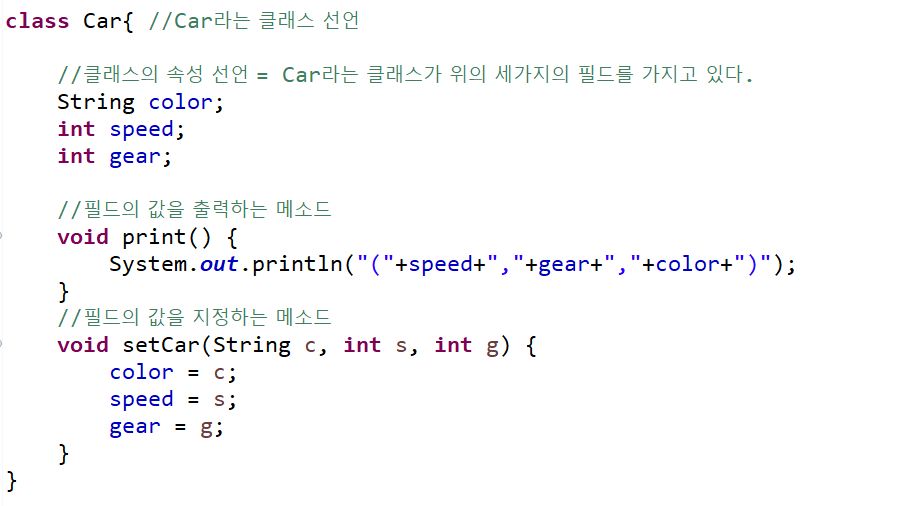 class Car{ //Car라는 클래스 선언
//클래스의 속성 선언 = Car라는 클래스가 위의 세가지의 필드를 가지고 있다.
String color;
int speed;
int gear;
//필드의 값을 출력하는 메소드
void print() {
System.out.println("("+speed+","+gear+","+color+")");
}
//필드의 값을 지정하는 메소드
void setCar(String c, int s, int g) {
color = c;
speed = s;
gear = g;
}
}